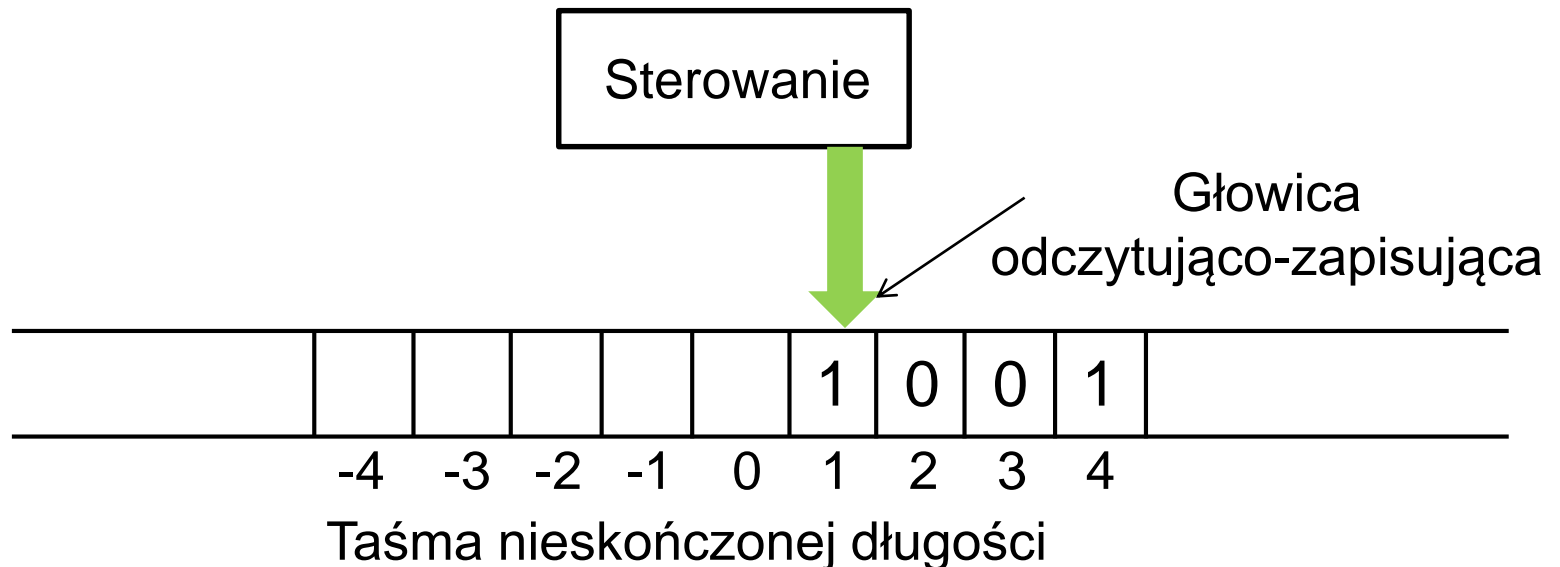 Sterowanie
Głowica
odczytująco-zapisująca
1 0 0 1
-4 -3 -2 -1 0 1 2 3 4
Taśma nieskończonej długości